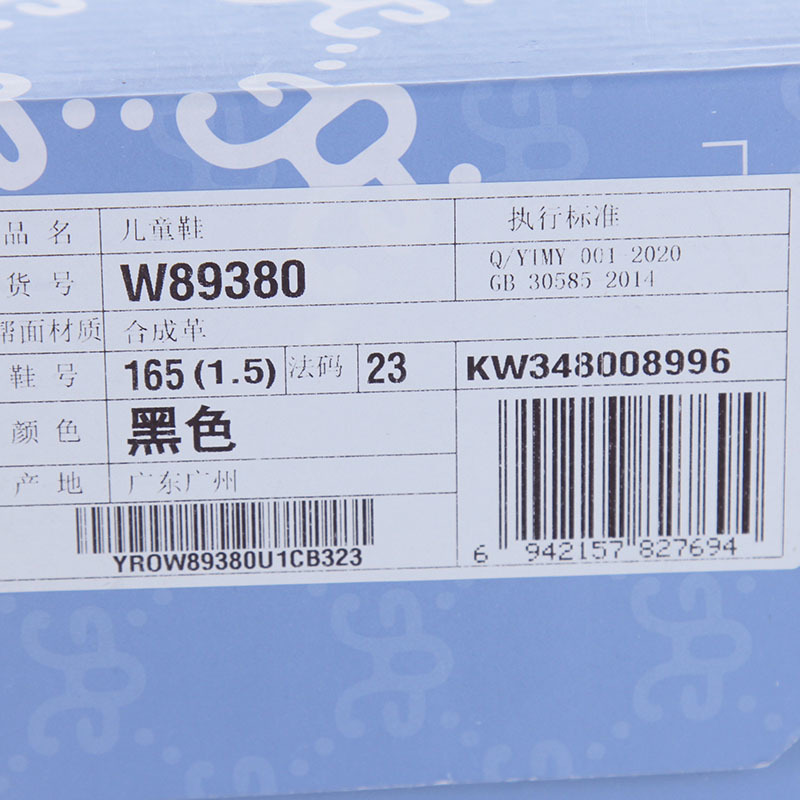 品 名 儿童鞋 执行标准
货 号 W89380 Q/YTMY 001-2020
GB 30585-2014
帮面材质 合成革
鞋 号 165(1.5) 法码 23 KW348008996
颜 色 黑色
产 地 广东广州
YROW89380U1CB323
6 942157 827694